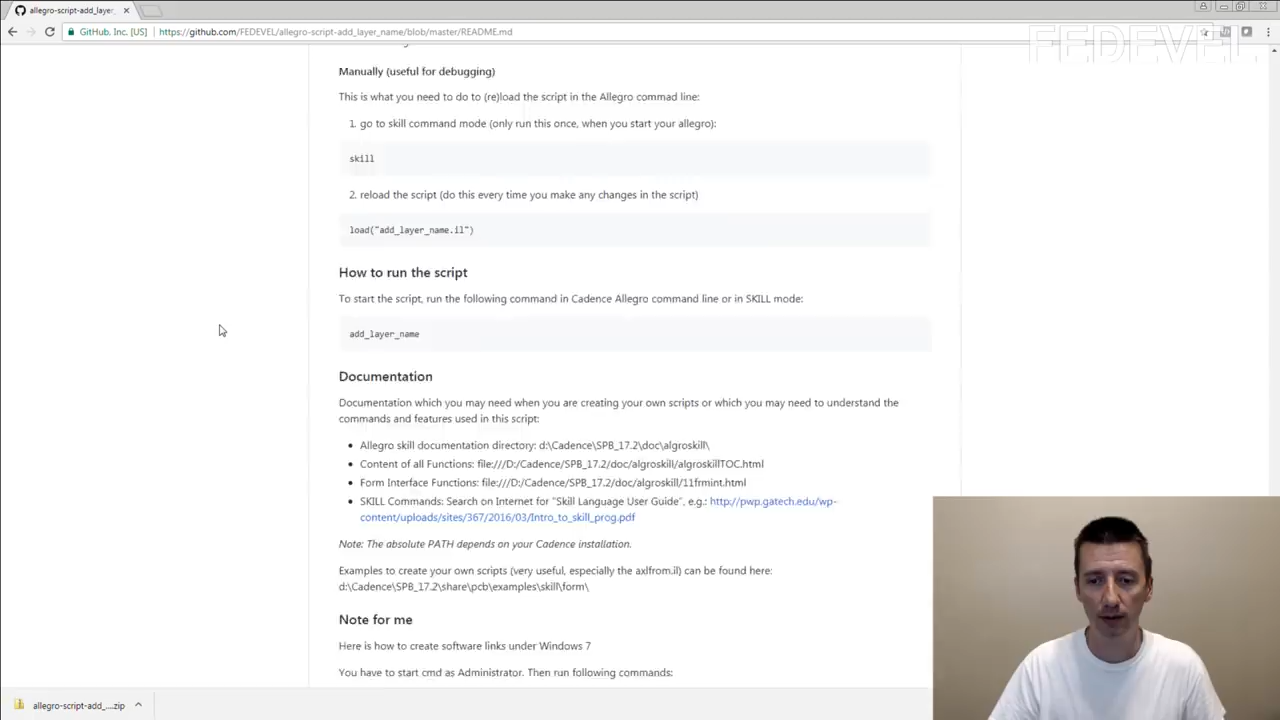 allegro-script-add_layer_
GitHub, Inc. [US]
https://github.com/FEDEVEL/allegro-script-add_layer_name/blob/master/README.md
FEDEVEL
Manually (useful for debugging)
This is what you need to do to (re)load the script in the Allegro commad line:
1. go to skill command mode (only run this once, when you start your allegro):
skill
2. reload the script (do this every time you make any changes in the script)
load("add_layer_name.il")
How to run the script
To start the script, run the following command in Cadence Allegro command line or in SKILL mode:
add_layer_name
Documentation
Documentation which you may need when you are creating your own scripts or which you may need to understand the
commands and features used in this script:
• Allegro skill documentation directory: d:\Cadence\SPB_17.2\doc\algroskill\
• Content of all Functions: file:///D:/Cadence/SPB_17.2/doc/algroskill/algroskillTOC.html
• Form Interface Functions: file:///D:/Cadence/SPB_17.2/doc/algroskill/11frmint.html
• SKILL Commands: Search on Internet for "Skill Language User Guide", e.g.: http://pwp.gatech.edu/wp-
content/uploads/sites/367/2016/03/Intro_to_skill_prog.pdf
Note: The absolute PATH depends on your Cadence installation.
Examples to create your own scripts (very useful, especially the axlfrom.il) can be found here:
d:\Cadence\SPB_17.2\share\pcb\examples\skill\form\
Note for me
Here is how to create software links under Windows 7
You have to start cmd as Administrator. Then run following commands:
allegro-script-add_....zip